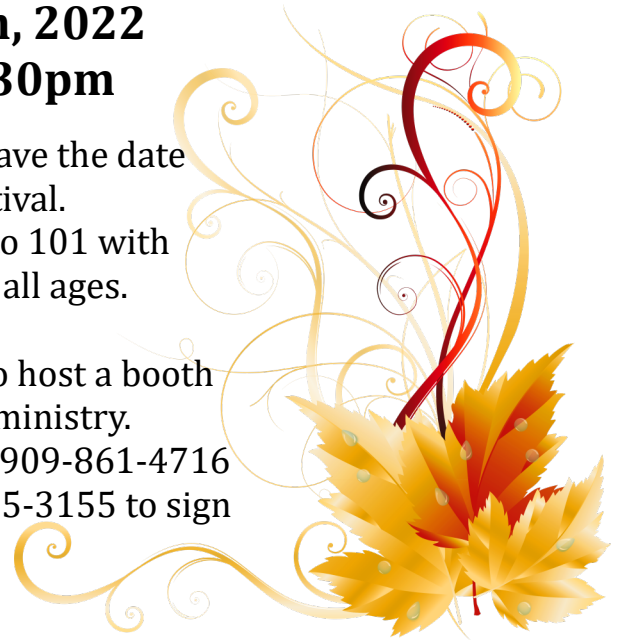 h, 2022
30pm
ave the date
tival.
o 101 with
all ages.
o host a booth
ministry.
909-861-4716
5-3155 to sign